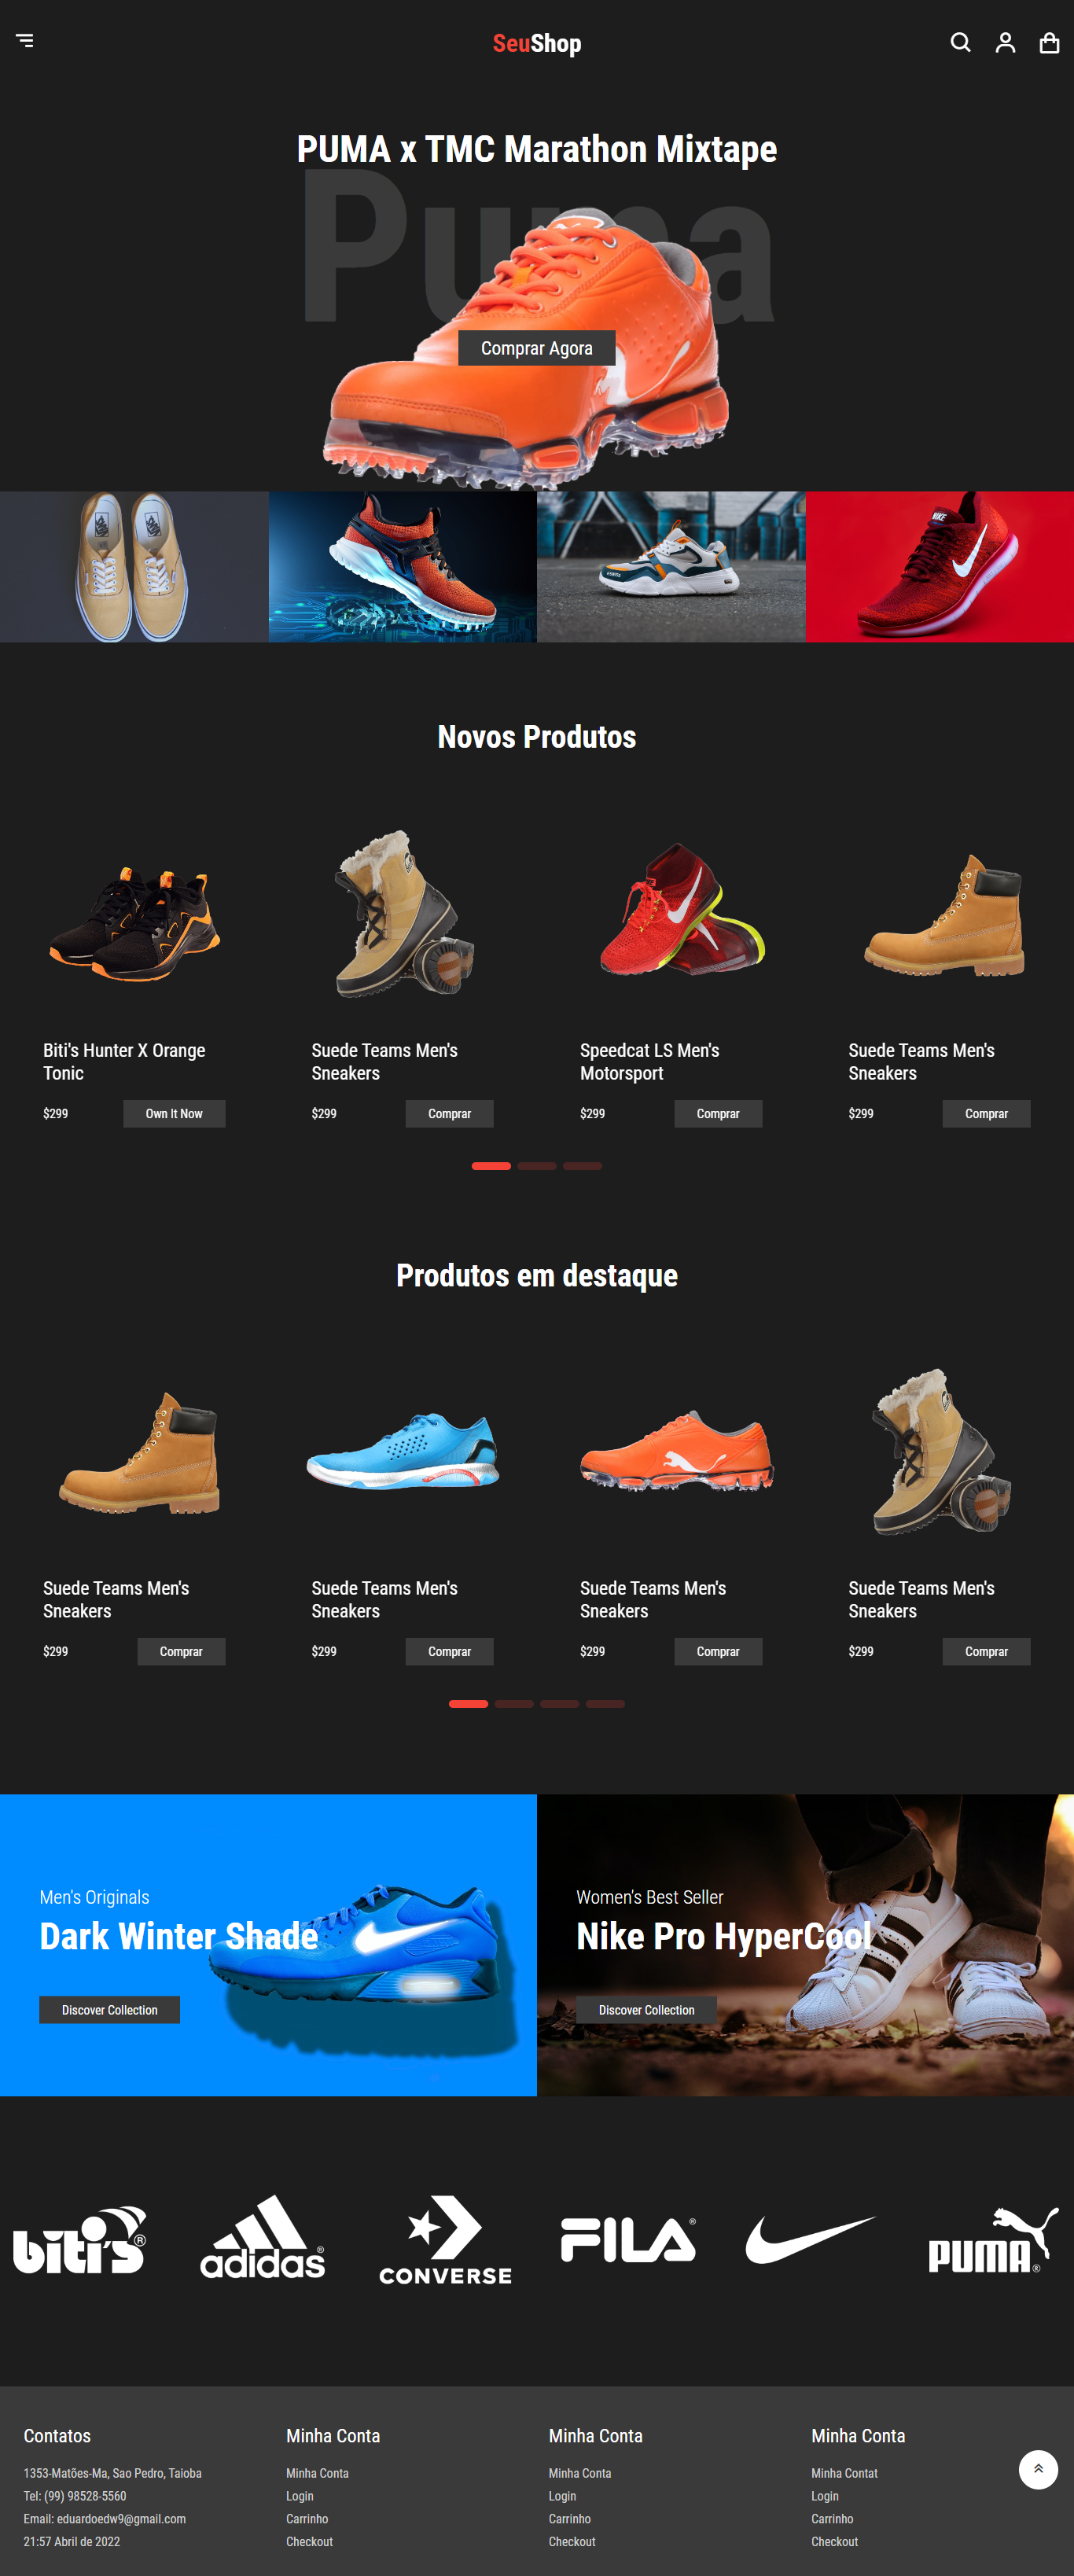 SeuShop
PUMA x TMC Marathon Mixtape
Puma
Comprar Agora
NIKE
Novos Produtos
Biti's Hunter X Orange
Tonic
$299
Own It Now
Suede Teams Men's
Sneakers
$299
Comprar
Speedcat LS Men's
Motorsport
$299
Comprar
Suede Teams Men's
Sneakers
$299
Comprar
Produtos em destaque
Suede Teams Men's
Sneakers
$299
Comprar
Suede Teams Men's
Sneakers
$299
Comprar
Suede Teams Men's
Sneakers
$299
Comprar
Suede Teams Men's
Sneakers
$299
Comprar
Men's Originals
Dark Winter Shade
Discover Collection
Women's Best Seller
Nike Pro HyperCool
Discover Collection
biti's®
adidas®
CONVERSE
FILA®
PUMA®
Contatos
1353-Matões-Ma, Sao Pedro, Taioba
Tel: (99) 98528-5560
Email: eduardoedw9@gmail.com
21:57 Abril de 2022
Minha Conta
Minha Conta
Login
Carrinho
Checkout
Minha Conta
Minha Conta
Login
Carrinho
Checkout
Minha Conta
Minha Contat
Login
Carrinho
Checkout